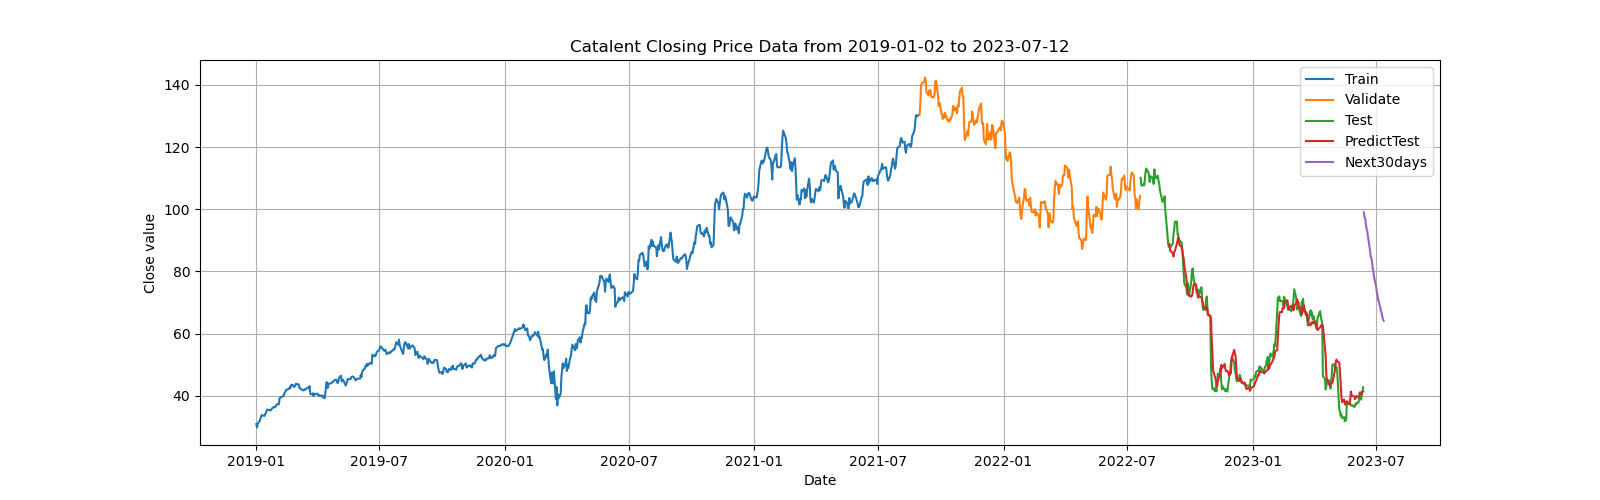 Catalent Closing Price Data from 2019-01-02 to 2023-07-12
Close value
140
120
100
80
60
40
Train
Validate
Test
PredictTest
Next30days
2019-01 2019-07 2020-01 2020-07 2021-01 2021-07 2022-01 2022-07 2023-01 2023-07
Date